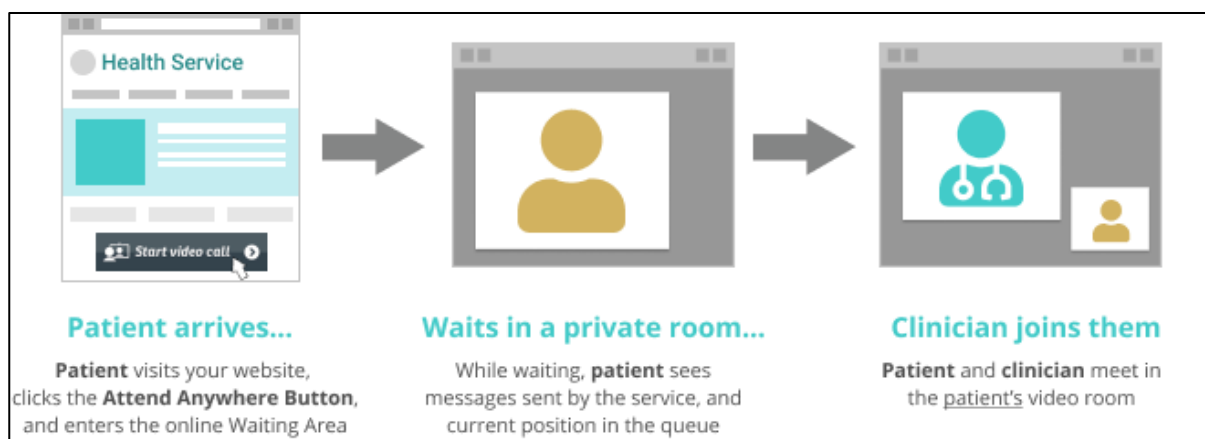 Health Service
Start video call
Patient arrives...
Patient visits your website,
clicks the Attend Anywhere Button,
and enters the online Waiting Area
Waits in a private room...
While waiting, patient sees
messages sent by the service, and
current position in the queue
Clinician joins them
Patient and clinician meet in
the patient's video room